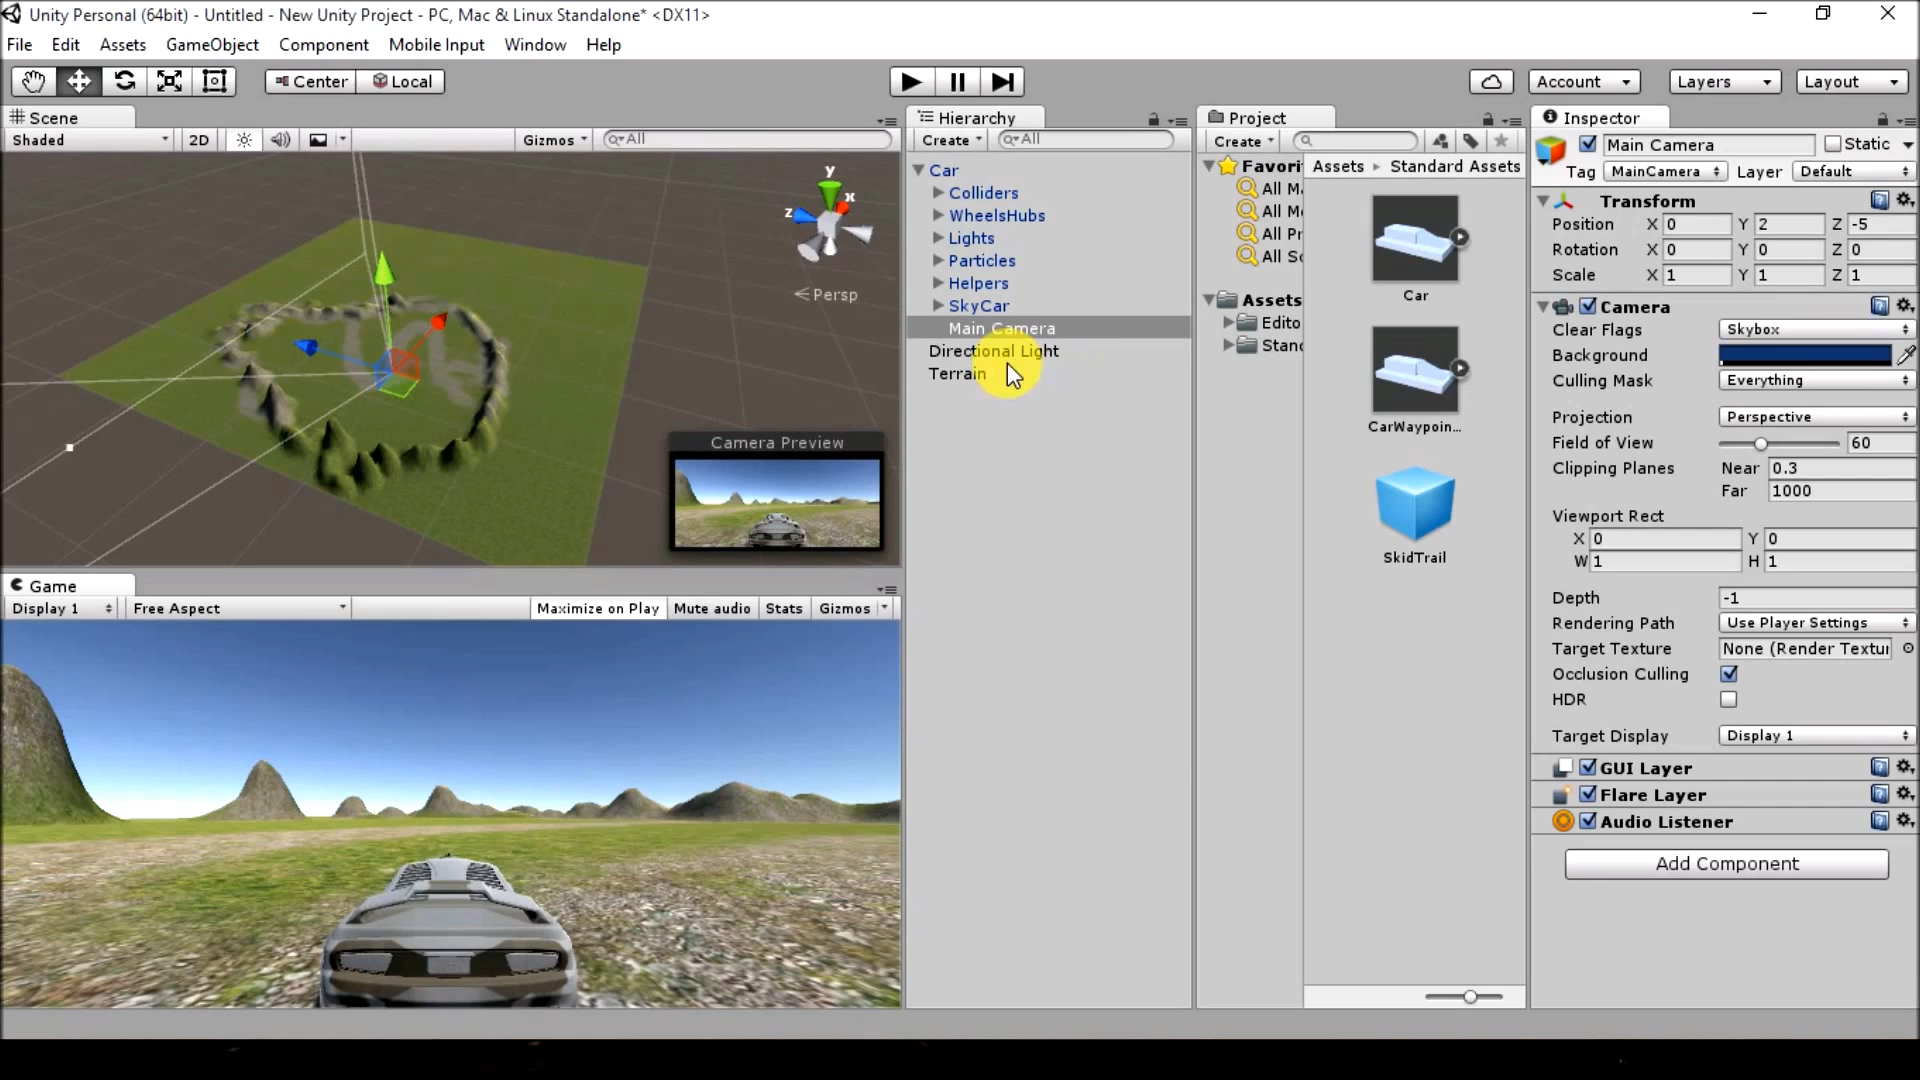 Unity Personal (64bit) - Untitled - New Unity Project - PC, Mac & Linux Standalone* <DX11>
File Edit Assets GameObject Component Mobile Input Window Help
Center Local Account Layers Layout
Scene
Shaded 2D Gizmos All
y
x
z
Persp
Camera Preview
Game
Display 1 Free Aspect Maximize on Play Mute audio Stats Gizmos
Hierarchy
Create All
Car
Colliders
WheelsHubs
Lights
Particles
Helpers
SkyCar
Main Camera
Directional Light
Terrain
Project
Create
Favori
All Ma
All Mo
All Pr
All Sc
Assets
Edito
Stand
Assets Standard Assets
Car
CarWaypoin...
SkidTrail
Inspector
Main Camera Static
Tag MainCamera Layer Default
Transform
Position X 0 Y 2 Z -5
Rotation X 0 Y 0 Z 0
Scale X 1 Y 1 Z 1
Camera
Clear Flags Skybox
Background
Culling Mask Everything
Projection Perspective
Field of View 60
Clipping Planes Near 0.3
Far 1000
Viewport Rect
X 0 Y 0
W 1 H 1
Depth -1
Rendering Path Use Player Settings
Target Texture None (Render Textur
Occlusion Culling
HDR
Target Display Display 1
GUI Layer
Flare Layer
Audio Listener
Add Component